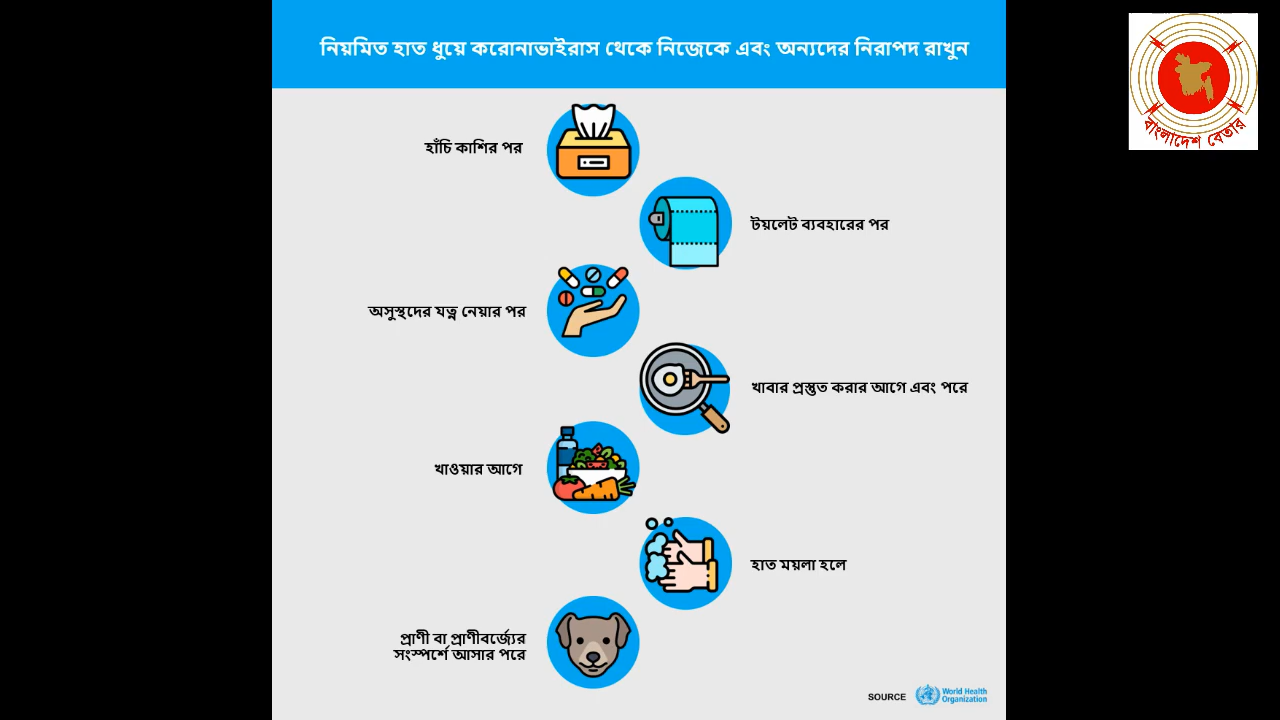 নিয়মিত হাত ধুয়ে করোনাভাইরাস থেকে নিজেকে এবং অন্যদের নিরাপদ রাখুন
বাংলাদেশ বেতার
হাঁচি কাশির পর
টয়লেট ব্যবহারের পর
অসুস্থদের যত্ন নেয়ার পর
খাবার প্রস্তুত করার আগে এবং পরে
খাওয়ার আগে
হাত ময়লা হলে
প্রাণী বা প্রাণীবর্জ্যের
সংস্পর্শে আসার পরে
SOURCE
World Health
Organization